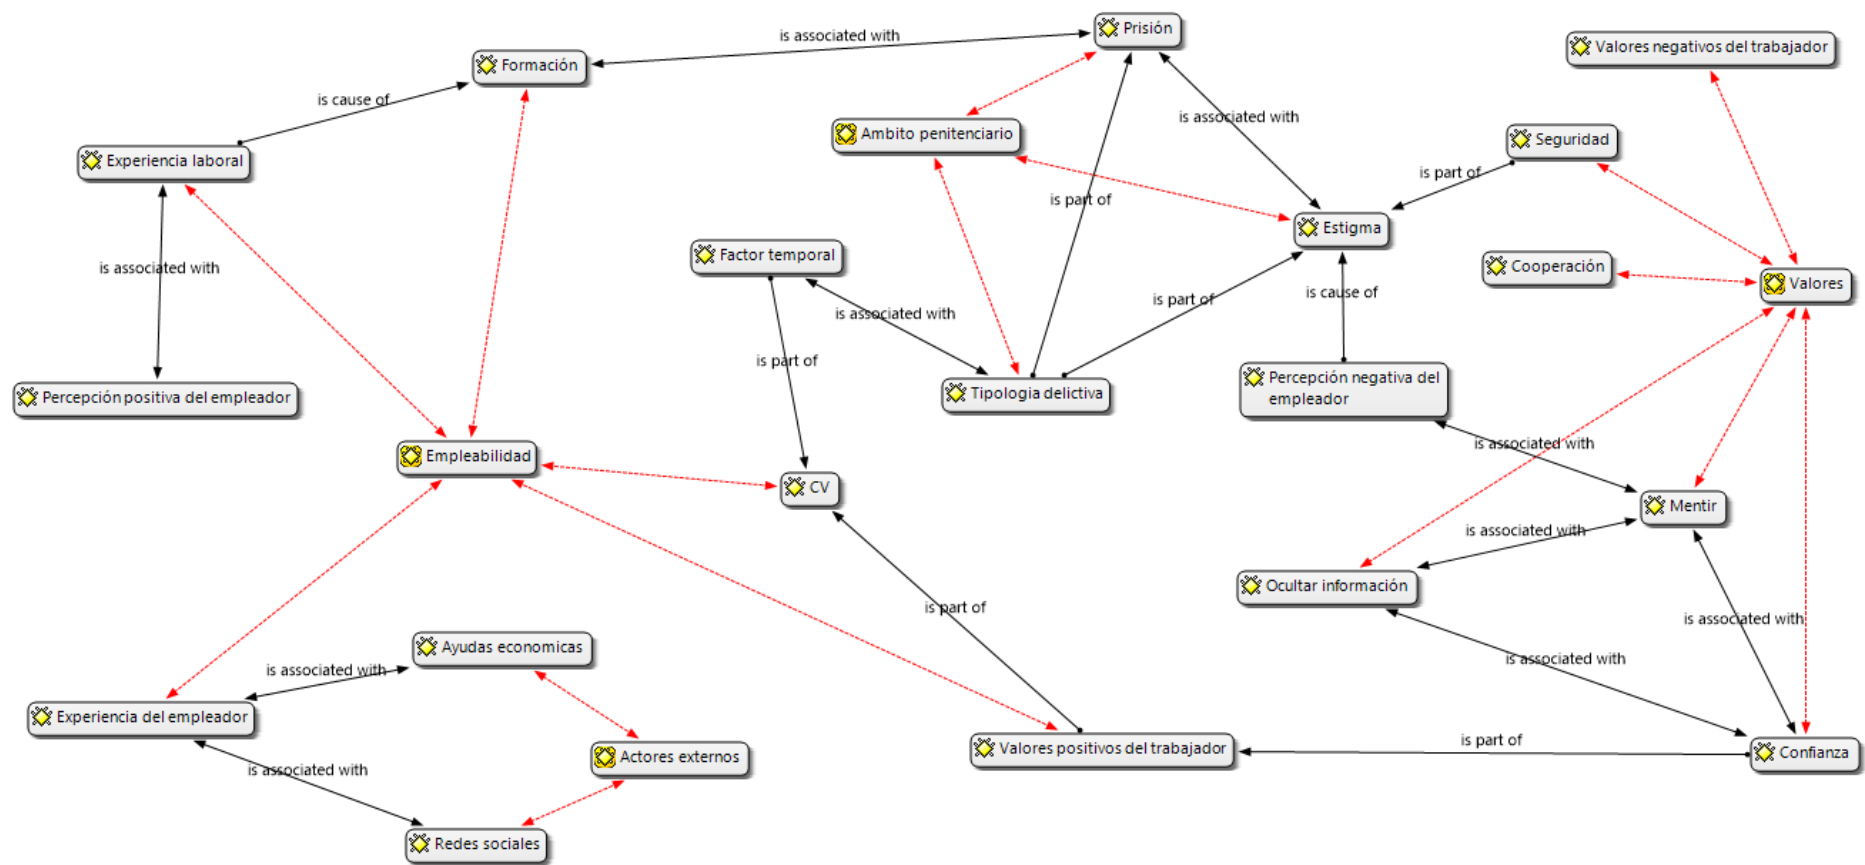 Prisión
is associated with
Valores negativos del trabajador
Formación
is cause of
is associated with
Ambito penitenciario
Seguridad
Experiencia laboral
is part of
is part of
Estigma
Factor temporal
Cooperación
is associated with
Valores
is part of
is cause of
is associated with
is part of
Percepción negativa del
empleador
Tipologia delictiva
Percepción positiva del empleador
is associated with
Empleabilidad
CV
Mentir
is associated with
Ocultar información
is part of
is associated with
Ayudas economicas
is associated with
is associated with
Experiencia del empleador
is part of
Valores positivos del trabajador
Confianza
Actores externos
is associated with
Redes sociales